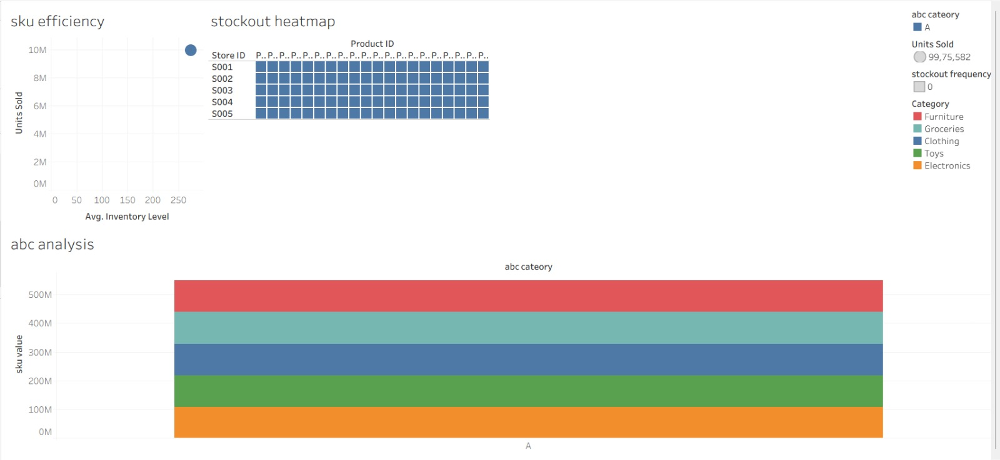 sku efficiency
10M
8M
6M
4M
2M
0M
Units Sold
0 50 100 150 200 250
Avg. Inventory Level
stockout heatmap
Product ID
Store ID P.. P.. P.. P.. P.. P.. P.. P.. P.. P.. P.. P.. P.. P.. P.. P.. P.. P.. P.. P..
S001
S002
S003
S004
S005
abc cateory
A
Units Sold
99,75,582
stockout frequency
0
Category
Furniture
Groceries
Clothing
Toys
Electronics
abc analysis
abc cateory
500M
400M
300M
200M
100M
0M
sku value
A